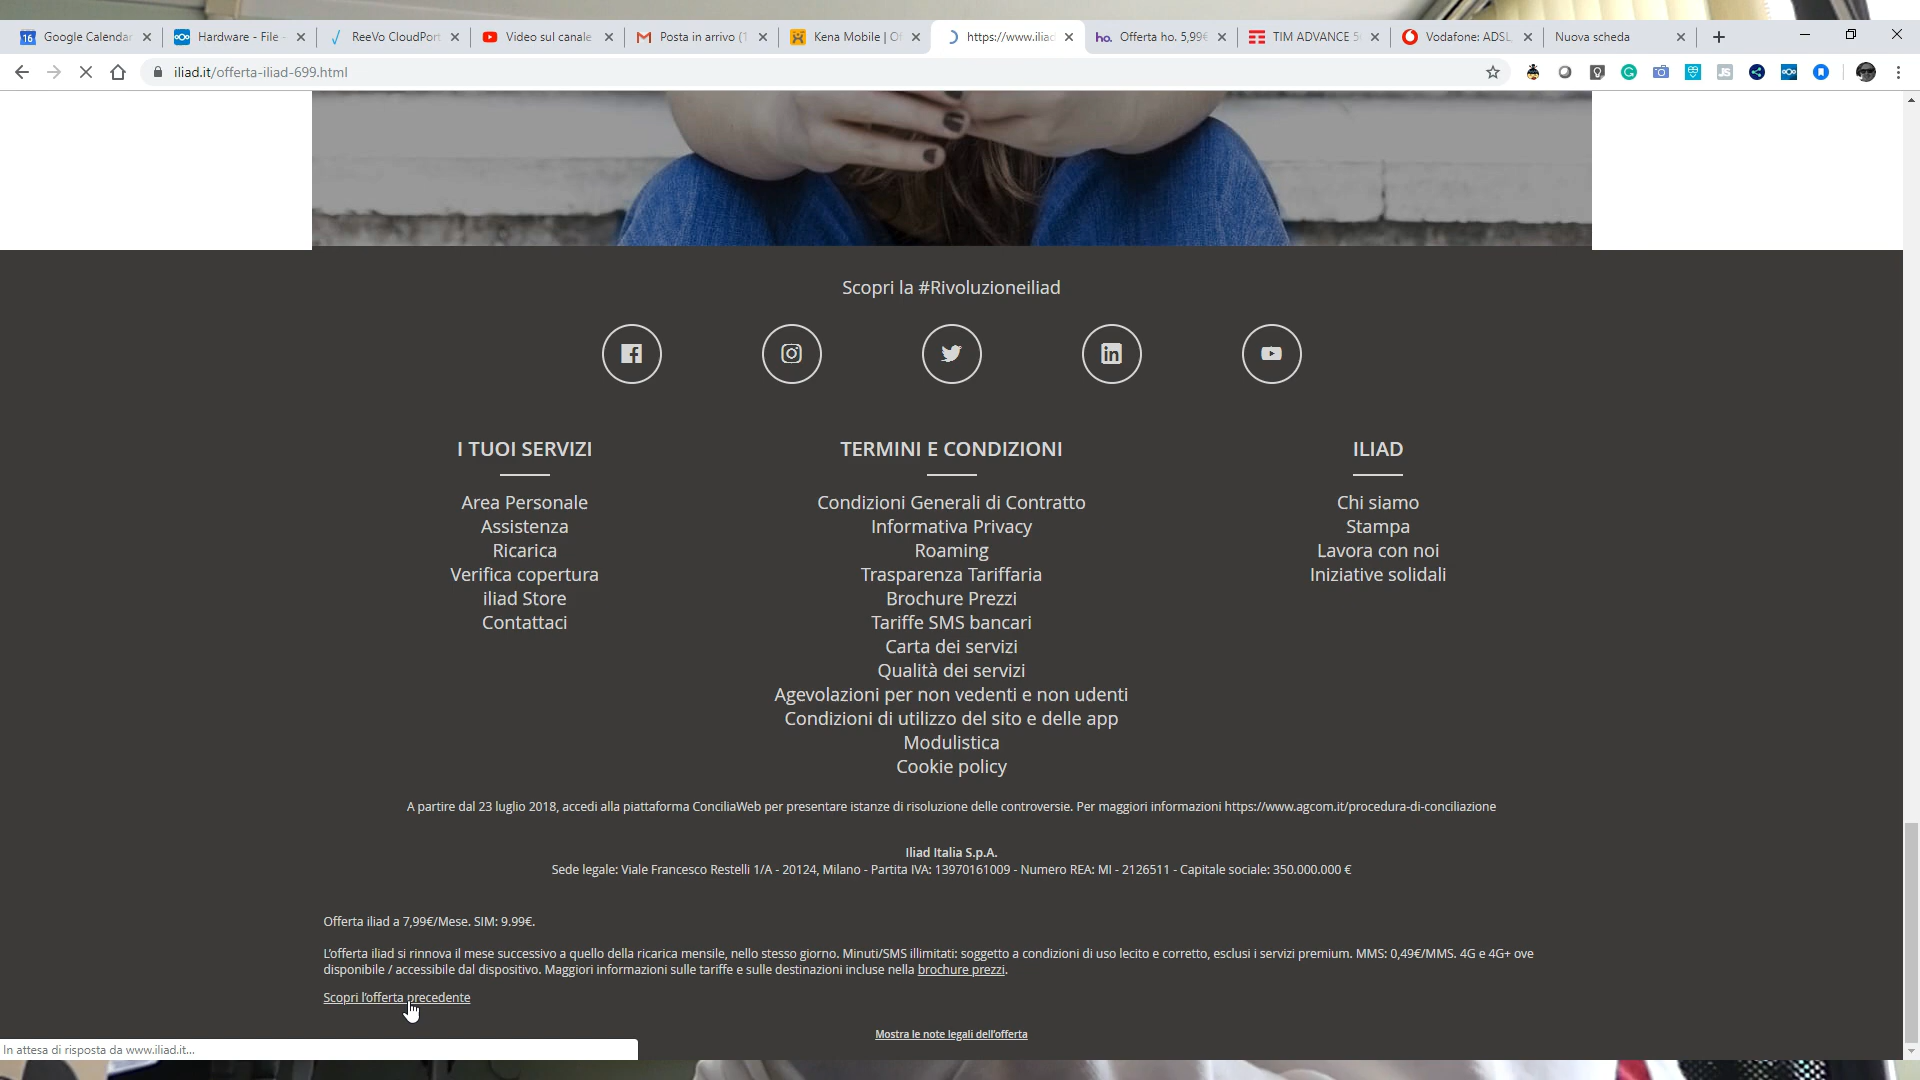 16 Google Calendar
Hardware - File -
ReeVo CloudPort
Video sul canale
Posta in arrivo (1
Kena Mobile | Of
https://www.iliad
ho. Offerta ho. 5,99€
TIM ADVANCE 5
Vodafone: ADSL,
Nuova scheda
iliad.it/offerta-iliad-699.html
JS
Scopri la #Rivoluzioneiliad
I TUOI SERVIZI
Area Personale
Assistenza
Ricarica
Verifica copertura
iliad Store
Contattaci
TERMINI E CONDIZIONI
Condizioni Generali di Contratto
Informativa Privacy
Roaming
Trasparenza Tariffaria
Brochure Prezzi
Tariffe SMS bancari
Carta dei servizi
Qualità dei servizi
Agevolazioni per non vedenti e non udenti
Condizioni di utilizzo del sito e delle app
Modulistica
Cookie policy
ILIAD
Chi siamo
Stampa
Lavora con noi
Iniziative solidali
A partire dal 23 luglio 2018, accedi alla piattaforma ConciliaWeb per presentare istanze di risoluzione delle controversie. Per maggiori informazioni https://www.agcom.it/procedura-di-conciliazione
Iliad Italia S.p.A.
Sede legale: Viale Francesco Restelli 1/A - 20124, Milano - Partita IVA: 13970161009 - Numero REA: MI - 2126511 - Capitale sociale: 350.000.000 €
Offerta iliad a 7,99€/Mese. SIM: 9.99€.
L'offerta iliad si rinnova il mese successivo a quello della ricarica mensile, nello stesso giorno. Minuti/SMS illimitati: soggetto a condizioni di uso lecito e corretto, esclusi i servizi premium. MMS: 0,49€/MMS. 4G e 4G+ ove
disponibile / accessibile dal dispositivo. Maggiori informazioni sulle tariffe e sulle destinazioni incluse nella brochure prezzi.
Scopri l'offerta precedente
Mostra le note legali dell'offerta
In attesa di risposta da www.iliad.it...